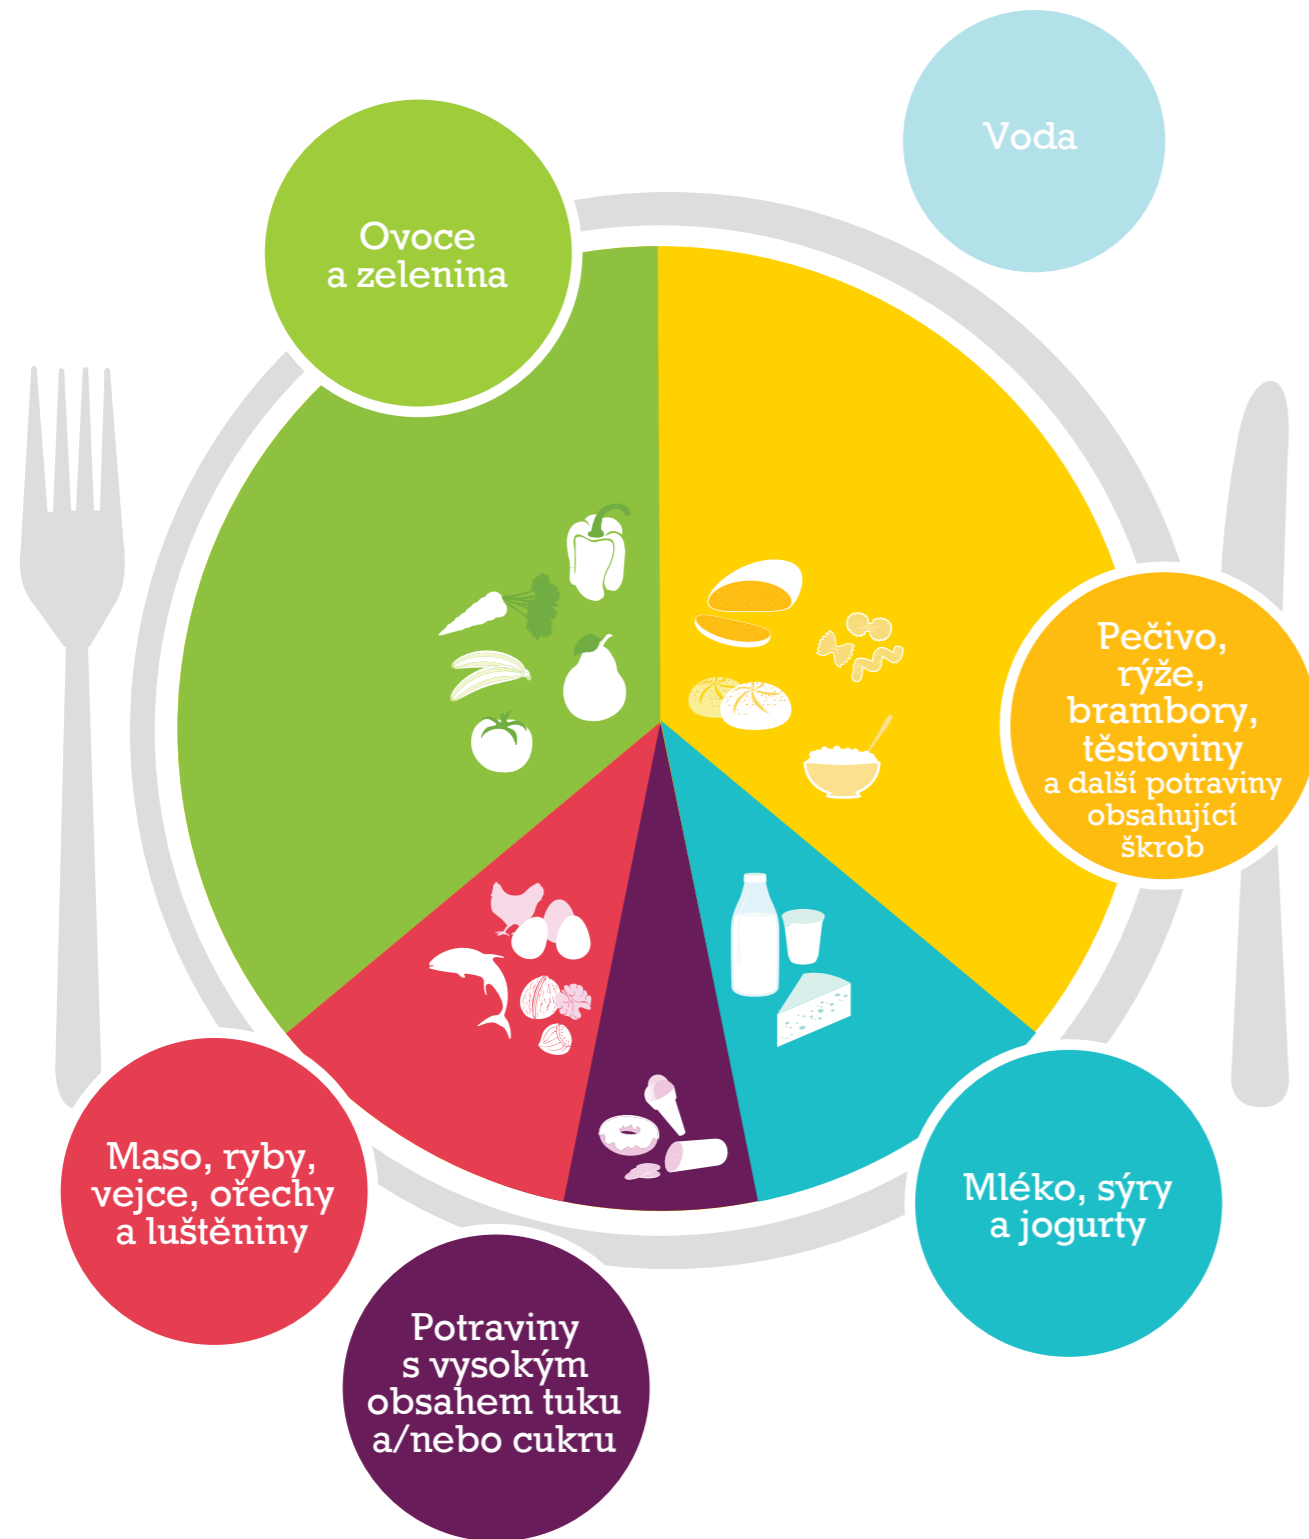 Voda
Ovoce
a zelenina
Pečivo,
rýže,
brambory,
těstoviny
a další potraviny
obsahující
škrob
Maso, ryby,
vejce, ořechy
a luštěniny
Mléko, sýry
a jogurty
Potraviny
s vysokým
obsahem tuku
a/nebo cukru